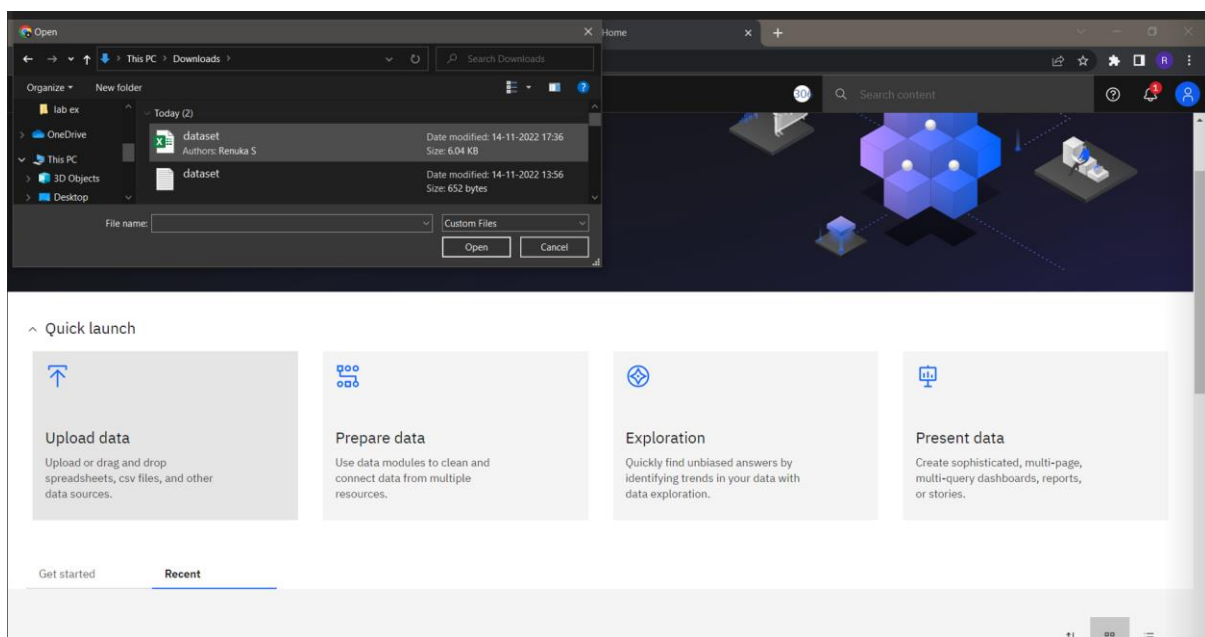 Open
Home
This PC > Downloads >
Search Downloads
Organize
New folder
lab ex
OneDrive
This PC
3D Objects
Desktop
Today (2)
dataset
Authors: Renuka S
Date modified: 14-11-2022 17:36
Size: 6.04 KB
dataset
Date modified: 14-11-2022 13:56
Size: 652 bytes
File name:
Custom Files
Open
Cancel
R
Search content
1
Quick launch
Upload data
Upload or drag and drop
spreadsheets, csv files, and other
data sources.
Prepare data
Use data modules to clean and
connect data from multiple
resources.
Exploration
Quickly find unbiased answers by
identifying trends in your data with
data exploration.
Present data
Create sophisticated, multi-page,
multi-query dashboards, reports,
or stories.
Get started
Recent